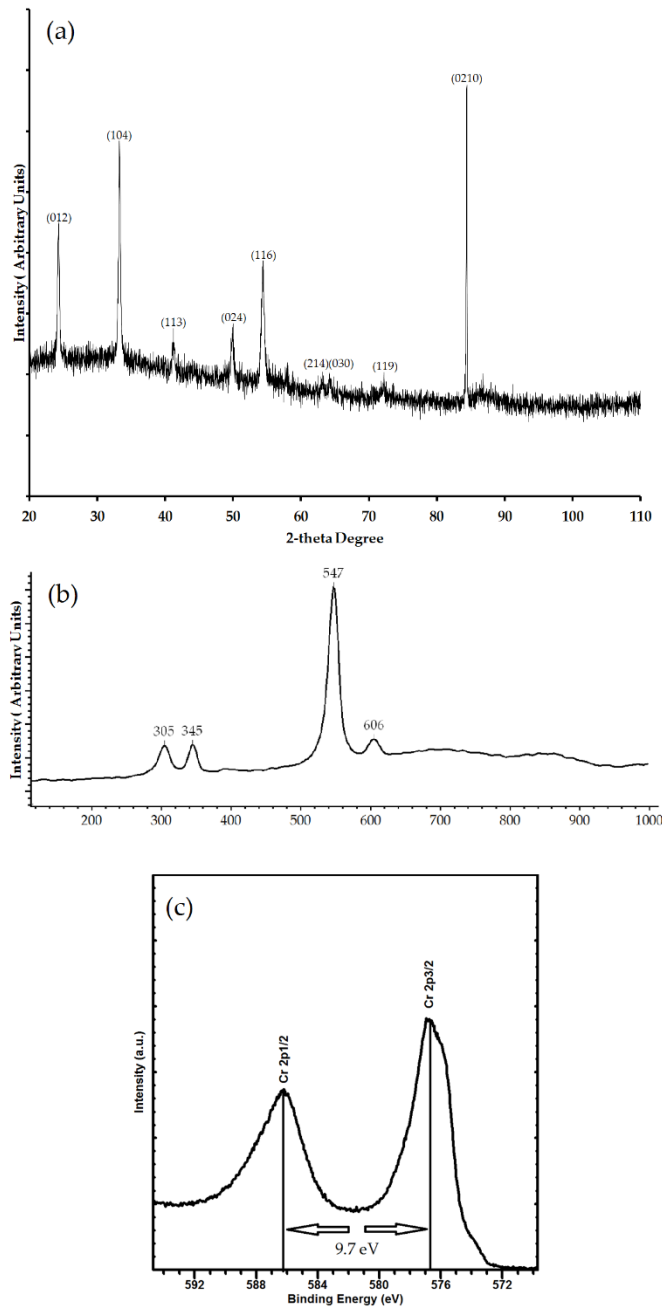 (a)
(0210)
(104)
(012)
(116)
(024)
(113)
(214)(030)
(119)
Intensity ( Arbitrary Units)
20 30 40 50 60 70 80 90 100 110
2-theta Degree
(b)
547
305 345
606
Intensity ( Arbitrary Units)
200 300 400 500 600 700 800 900 1000
(c)
Cr 2p1/2
Cr 2p3/2
Intensity (a.u.)
9.7 eV
592 588 584 580 576 572
Binding Energy (eV)